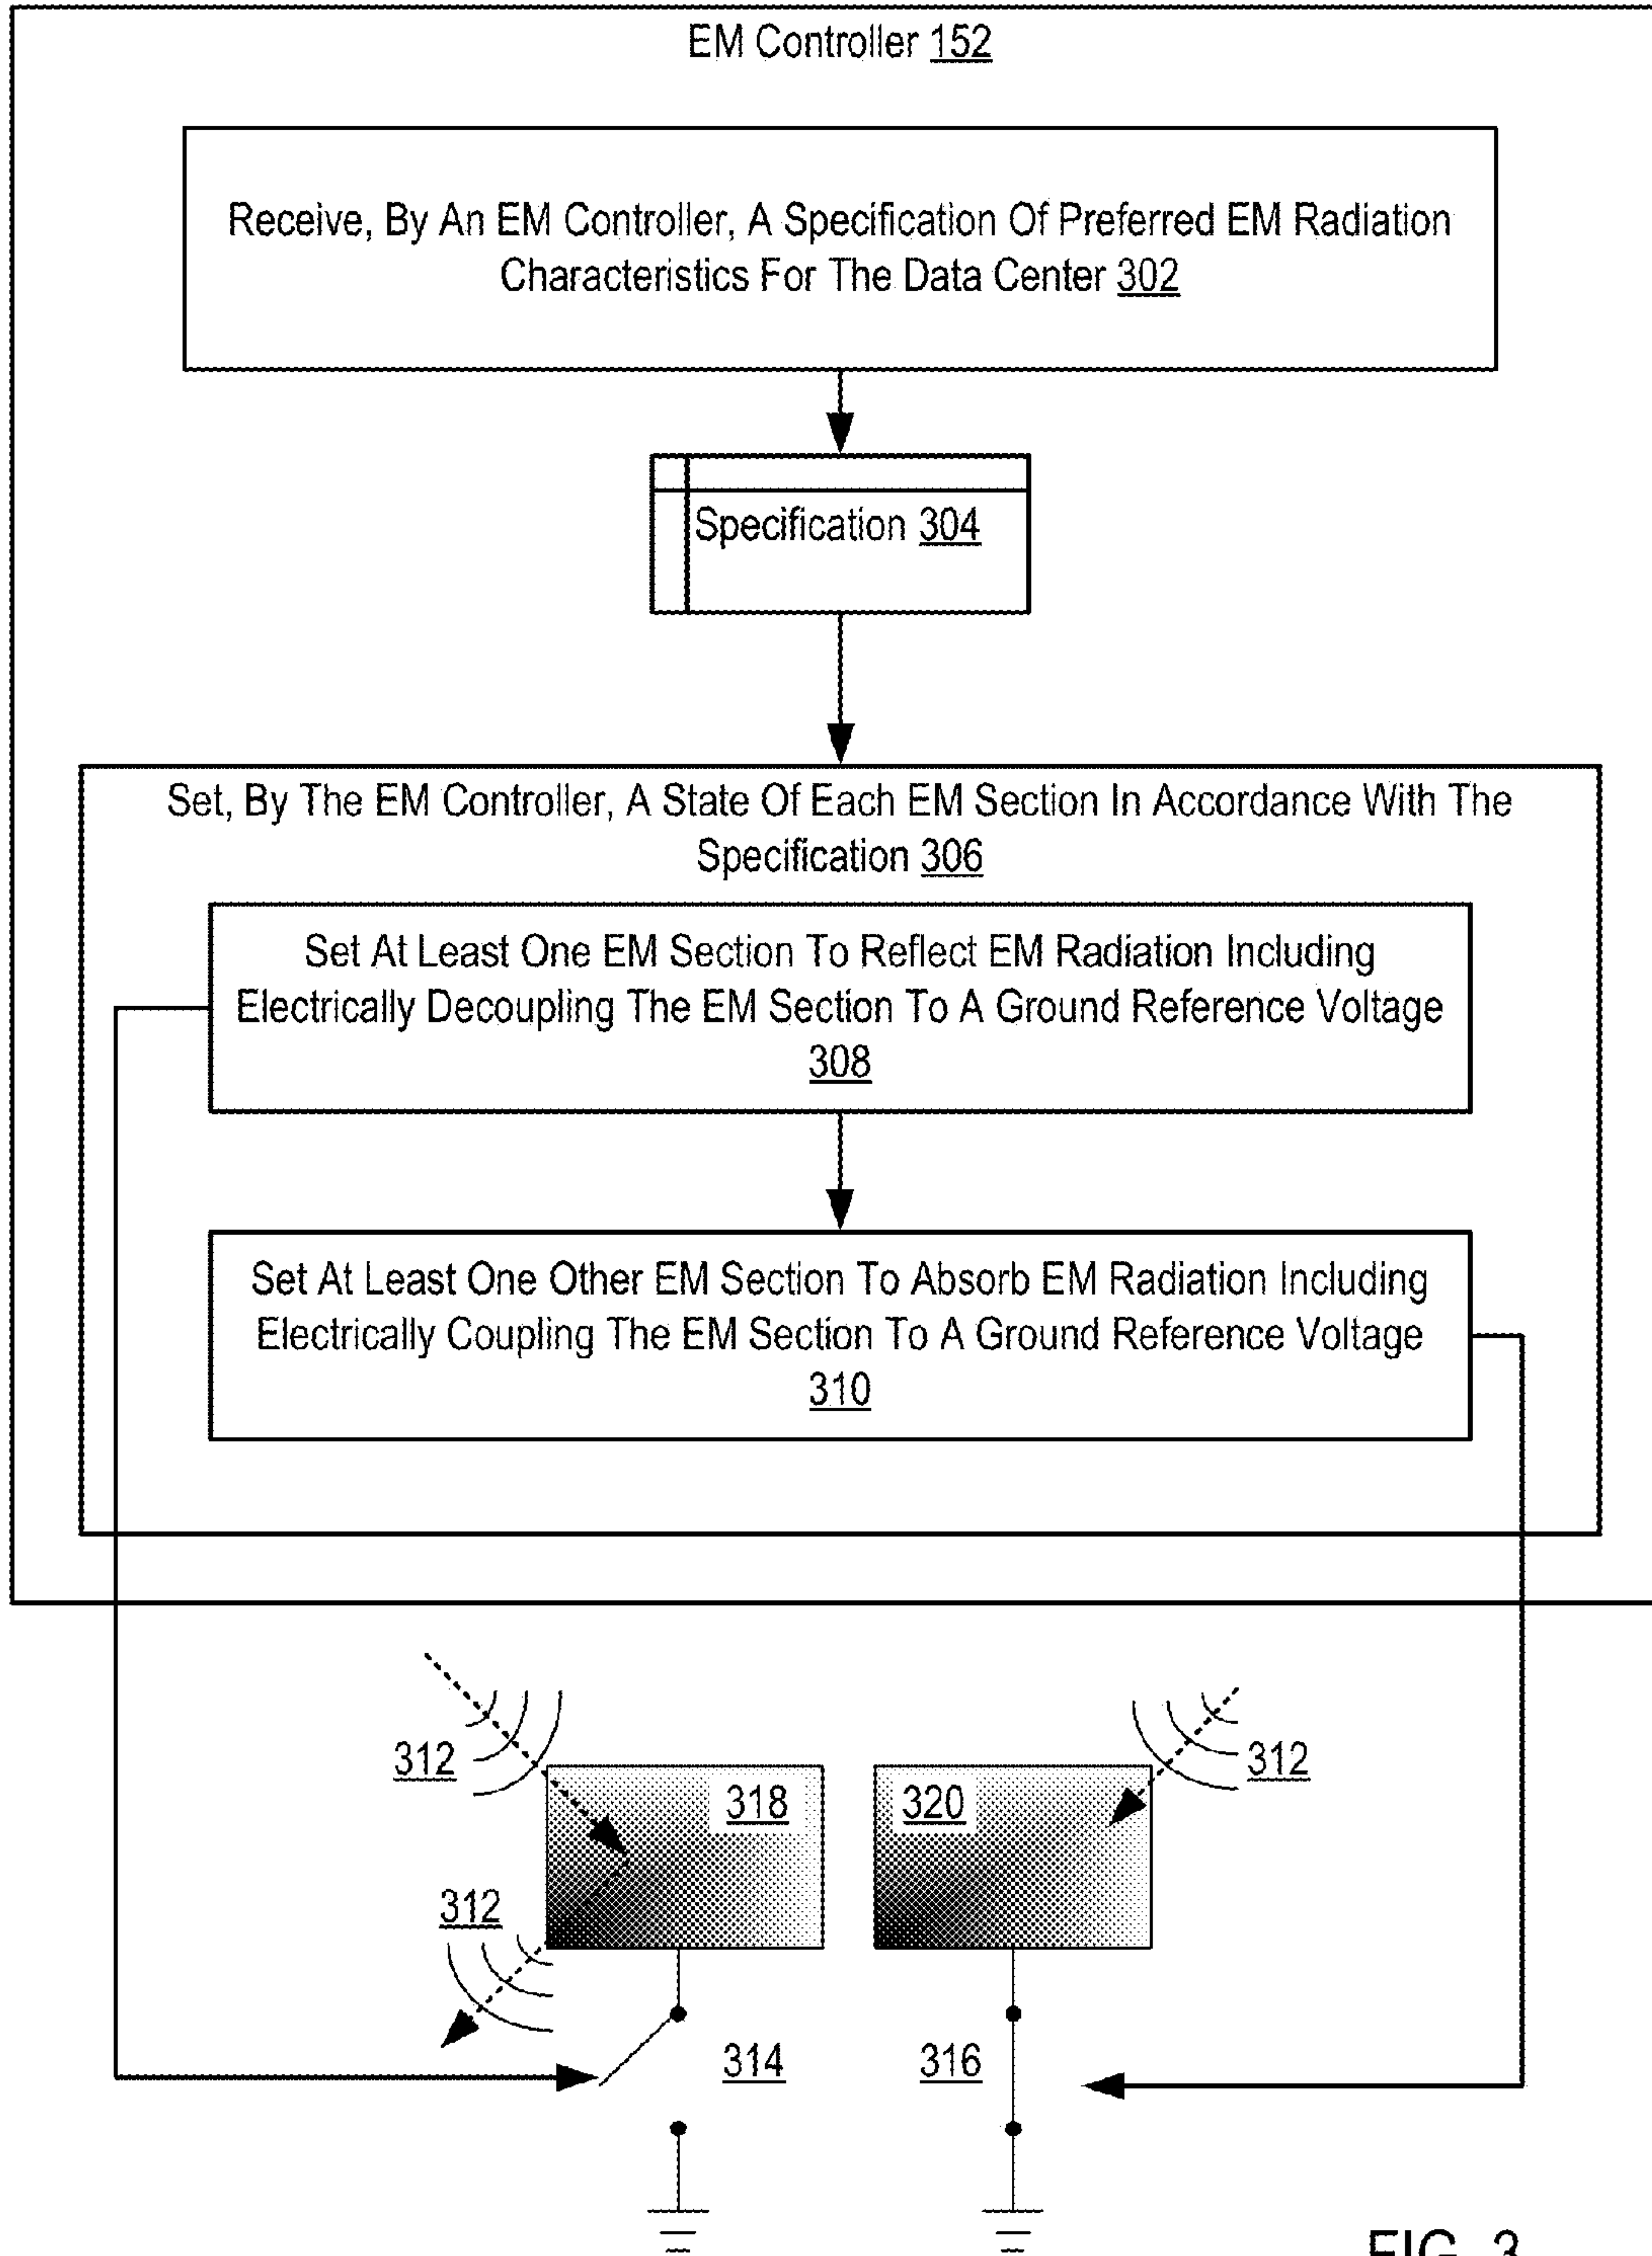 EM Controller 152
Receive, By An EM Controller, A Specification Of Preferred EM Radiation
Characteristics For The Data Center 302
Specification 304
Set, By The EM Controller, A State Of Each EM Section In Accordance With The
Specification 306
Set At Least One EM Section To Reflect EM Radiation Including
Electrically Decoupling The EM Section To A Ground Reference Voltage
308
Set At Least One Other EM Section To Absorb EM Radiation Including
Electrically Coupling The EM Section To A Ground Reference Voltage
310
312
312
318
320
312
314
316
FIG. 3